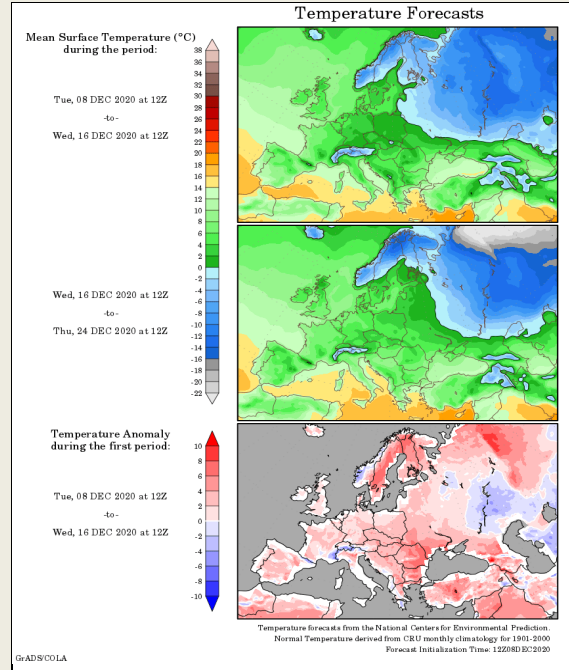 Temperature Forecasts
Mean Surface Temperature (°C)
during the period:
Tue, 08 DEC 2020 at 12Z
-to-
Wed, 16 DEC 2020 at 12Z
38
36
34
32
30
28
26
24
22
20
18
16
14
12
10
8
6
4
2
0
-2
-4
-6
-8
-10
-12
-14
-16
-18
-20
-22
Wed, 16 DEC 2020 at 12Z
-to-
Thu, 24 DEC 2020 at 12Z
Temperature Anomaly
during the first period:
Tue, 08 DEC 2020 at 12Z
-to-
Wed, 16 DEC 2020 at 12Z
10
8
6
4
2
0
-2
-4
-6
-8
-10
Temperature forecasts from the National Centers for Environmental Prediction.
Normal Temperature derived from CRU monthly climatology for 1901-2000
Forecast Initialization Time: 12Z08DEC2020
GrADS/COLA